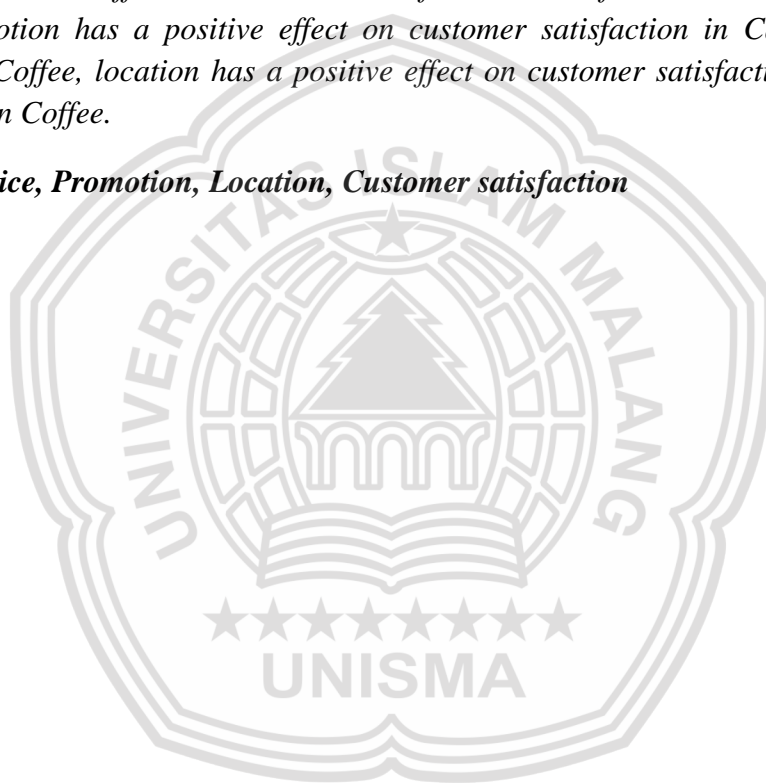 otion has a positive effect on customer satisfaction in C
Coffee, location has a positive effect on customer satisfacti
n Coffee.
ice, Promotion, Location, Customer satisfaction
UNIVERSITAS ISLAM MALANG
UNISMA